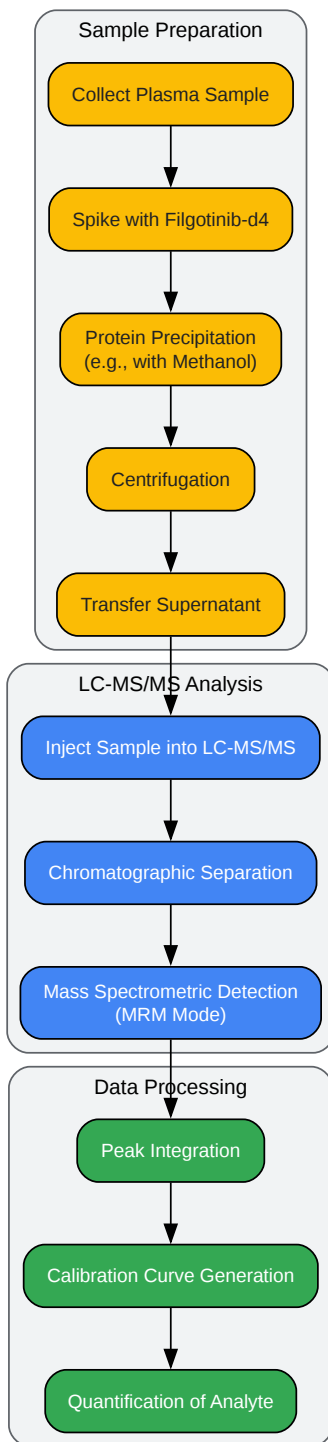 Sample Preparation
Collect Plasma Sample
Spike with Filgotinib-d4
Protein Precipitation
(e.g., with Methanol)
Centrifugation
Transfer Supernatant
LC-MS/MS Analysis
Inject Sample into LC-MS/MS
Chromatographic Separation
Mass Spectrometric Detection
(MRM Mode)
Data Processing
Peak Integration
Calibration Curve Generation
Quantification of Analyte